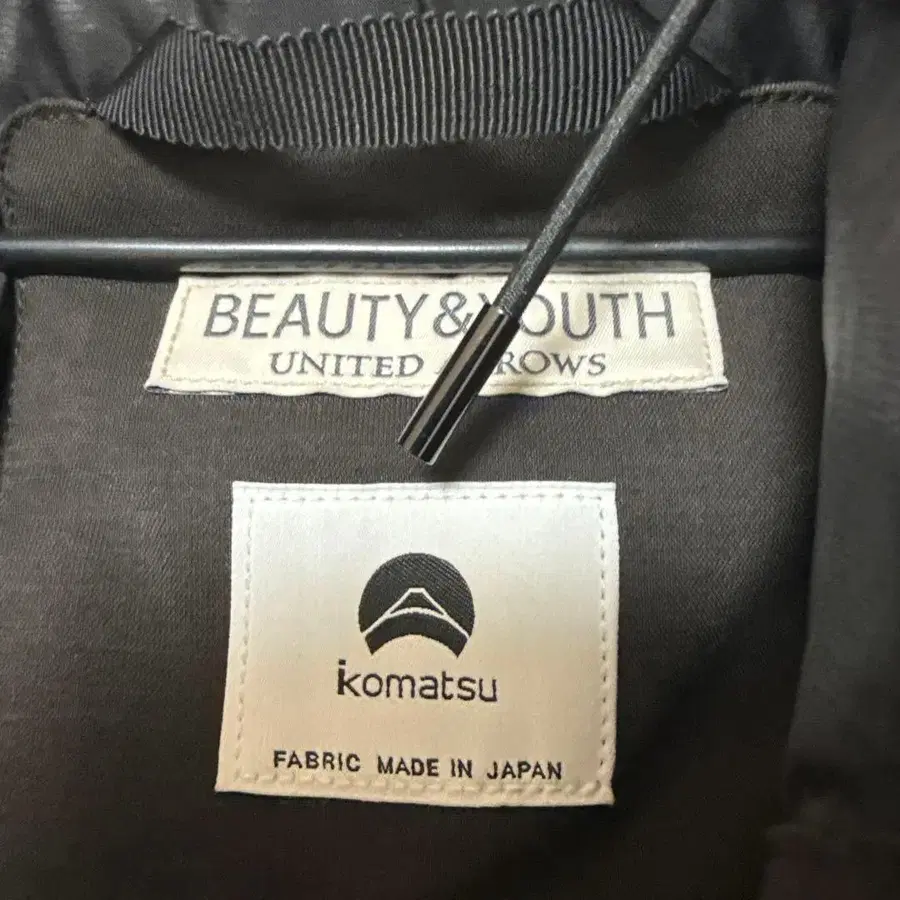 BEAUTY&YOUTH
UNITED ARROWS
komatsu
FABRIC MADE IN JAPAN